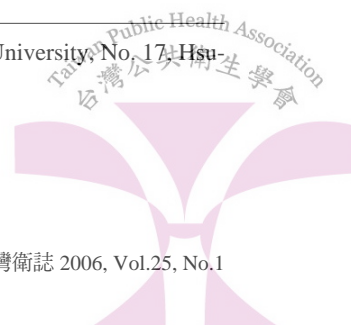 University, No. 17, Hsu-
Taiwan Public Health Association
台灣公共衛生學會
灣衛誌 2006, Vol.25, No.1